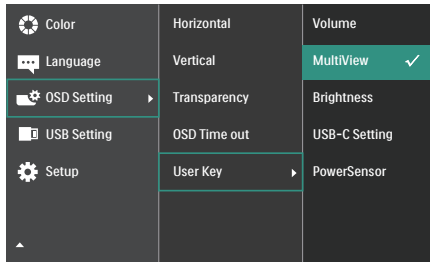 Color
Language
OSD Setting
USB Setting
Setup
Horizontal
Vertical
Transparency
OSD Time out
User Key
Volume
MultiView
Brightness
USB-C Setting
PowerSensor